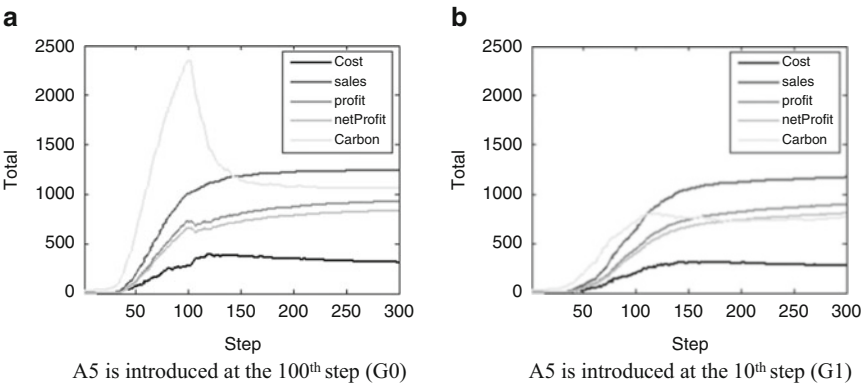 a
2500
2000
1500
1000
500
0
Total
50
100
150
200
250
300
Step
Cost
sales
profit
netProfit
Carbon
A5 is introduced at the 100th step (G0)
b
2500
2000
1500
1000
500
0
Total
50
100
150
200
250
300
Step
Cost
sales
profit
netProfit
Carbon
A5 is introduced at the 10th step (G1)